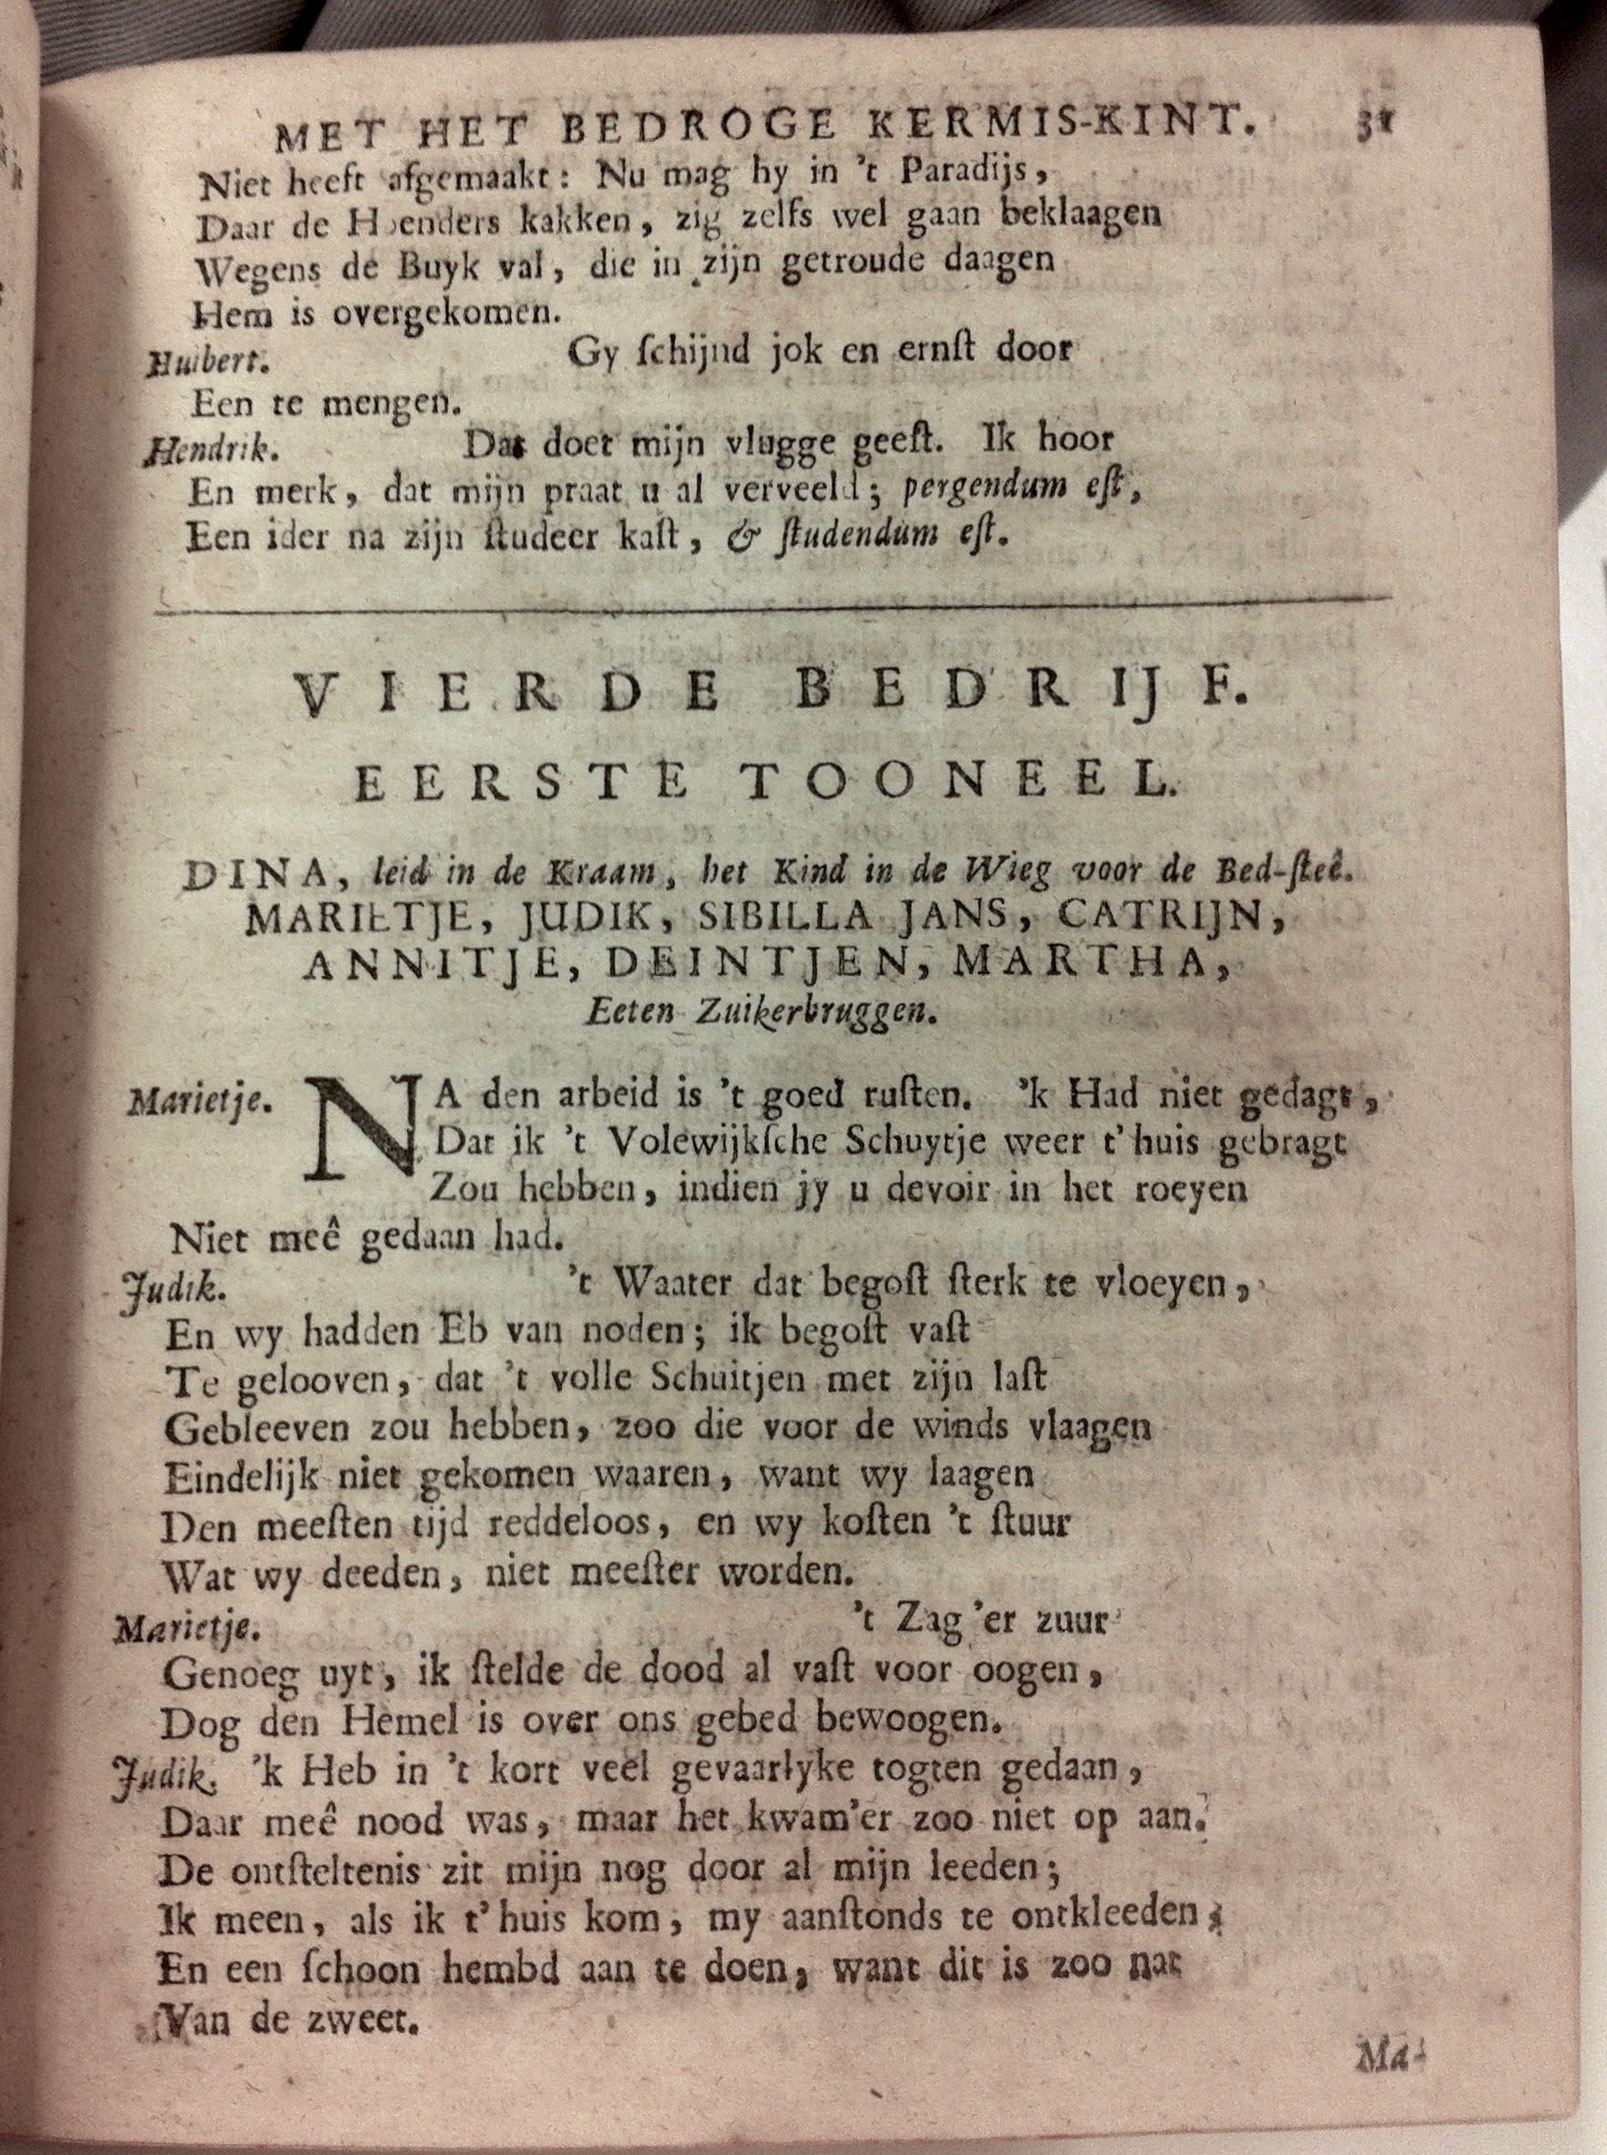 MET HET BEDROGE KERMIS-KINT. 31
Niet heeft afgemaakt: Nu mag hy in 't Paradijs,
Daar de Hoenders kakken, zig zelfs wel gaan beklaagen
Wegens de Buyk val, die in zijn getroude daagen
Hem is overgekomen.
Huibert. Gy ſchijnd jok en ernſt door
Een te mengen.
Hendrik. Dat doet mijn vlugge geeſt. Ik hoor
En merk, dat mijn praat u al verveeld; pergendum eſt,
Een ider na zijn ſtudeer kaſt, & ſtudendum eſt.
VIERDE BEDRIJF.
EERSTE TOONEEL.
DINA, leid in de Kraam, het Kind in de Wieg voor de Bed-ſteê.
MARIETJE, JUDIK, SIBILLA JANS, CATRIJN,
ANNITJE, DEINTJEN, MARTHA,
Eeten Zuikerbruggen.
Marietje. NA den arbeid is 't goed ruſten. 'k Had niet gedagt,
Dat ik 't Volewijkſche Schuytje weer t'huis gebragt
Zou hebben, indien jy u devoir in het roeyen
Niet meê gedaan had.
Judik. 't Waater dat begoſt ſterk te vloeyen,
En wy hadden Eb van noden; ik begoſt vaſt
Te gelooven, dat 't volle Schuitjen met zijn laſt
Gebleeven zou hebben, zoo die voor de winds vlaagen
Eindelijk niet gekomen waaren, want wy laagen
Den meeſten tijd reddeloos, en wy koſten 't ſtuur
Wat wy deeden, niet meeſter worden.
Marietje. 't Zag 'er zuur
Genoeg uyt, ik ſtelde de dood al vaſt voor oogen,
Dog den Hemel is over ons gebed bewoogen.
Judik. 'k Heb in 't kort veel gevaarlyke togten gedaan,
Daar meê nood was, maar het kwam'er zoo niet op aan.
De ontſteltenis zit mijn nog door al mijn leeden;
Ik meen, als ik t'huis kom, my aanſtonds te ontkleeden;
En een ſchoon hembd aan te doen, want dit is zoo nat
Van de zweet.
Ma-